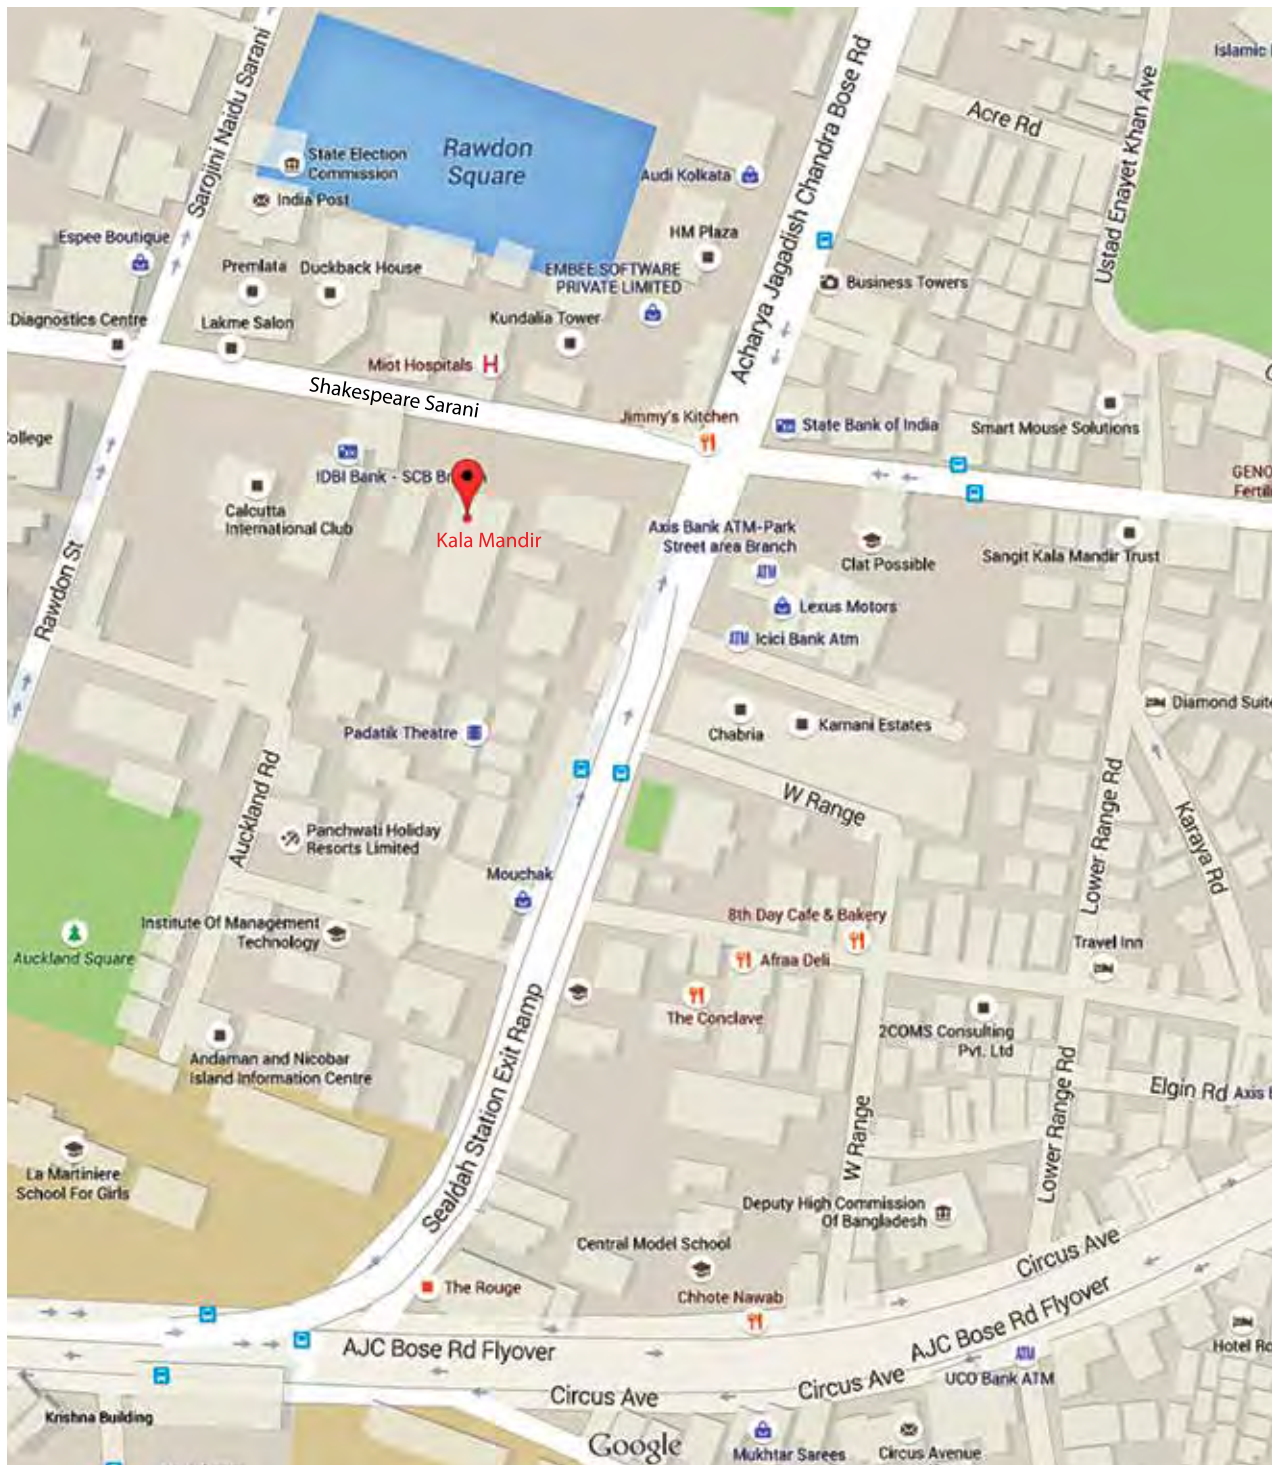 Sarojini Naidu Sarani
Acharya Jagadish Chandra Bose Rd
Acre Rd
Ustad Enayet Khan Ave
Islamic
State Election
Commission
Rawdon
Square
India Post
Audi Kolkata
HM Plaza
Espee Boutique
Premlata
Duckback House
EMBEE SOFTWARE
PRIVATE LIMITED
Business Towers
Diagnostics Centre
Lakme Salon
Kundalia Tower
Miot Hospitals
H
Shakespeare Sarani
Jimmy's Kitchen
State Bank of India
Smart Mouse Solutions
College
IDBI Bank - SCB Br
GENO
Fertili
Calcutta
International Club
Kala Mandir
Axis Bank ATM-Park
Street area Branch
ATM
Clat Possible
Sangit Kala Mandir Trust
Rawdon St
Lexus Motors
ATM
Icici Bank Atm
Diamond Suite
Chabria
Kamani Estates
Padatik Theatre
W Range
Auckland Rd
Lower Range Rd
Karaya Rd
Panchwati Holiday
Resorts Limited
Mouchak
8th Day Cafe & Bakery
Institute Of Management
Technology
Travel Inn
Auckland Square
Afraa Deli
The Conclave
Sealdah Station Exit Ramp
2COMS Consulting
Pvt. Ltd
Andaman and Nicobar
Island Information Centre
Lower Range Rd
Elgin Rd
Axis B
W Range
La Martiniere
School For Girls
Deputy High Commission
Of Bangladesh
Central Model School
Circus Ave
The Rouge
Chhote Nawab
AJC Bose Rd Flyover
AJC Bose Rd Flyover
ATM
Hotel Ro
UCO Bank ATM
Circus Ave
Circus Ave
Krishna Building
Google
Mukhtar Sarees
Circus Avenue